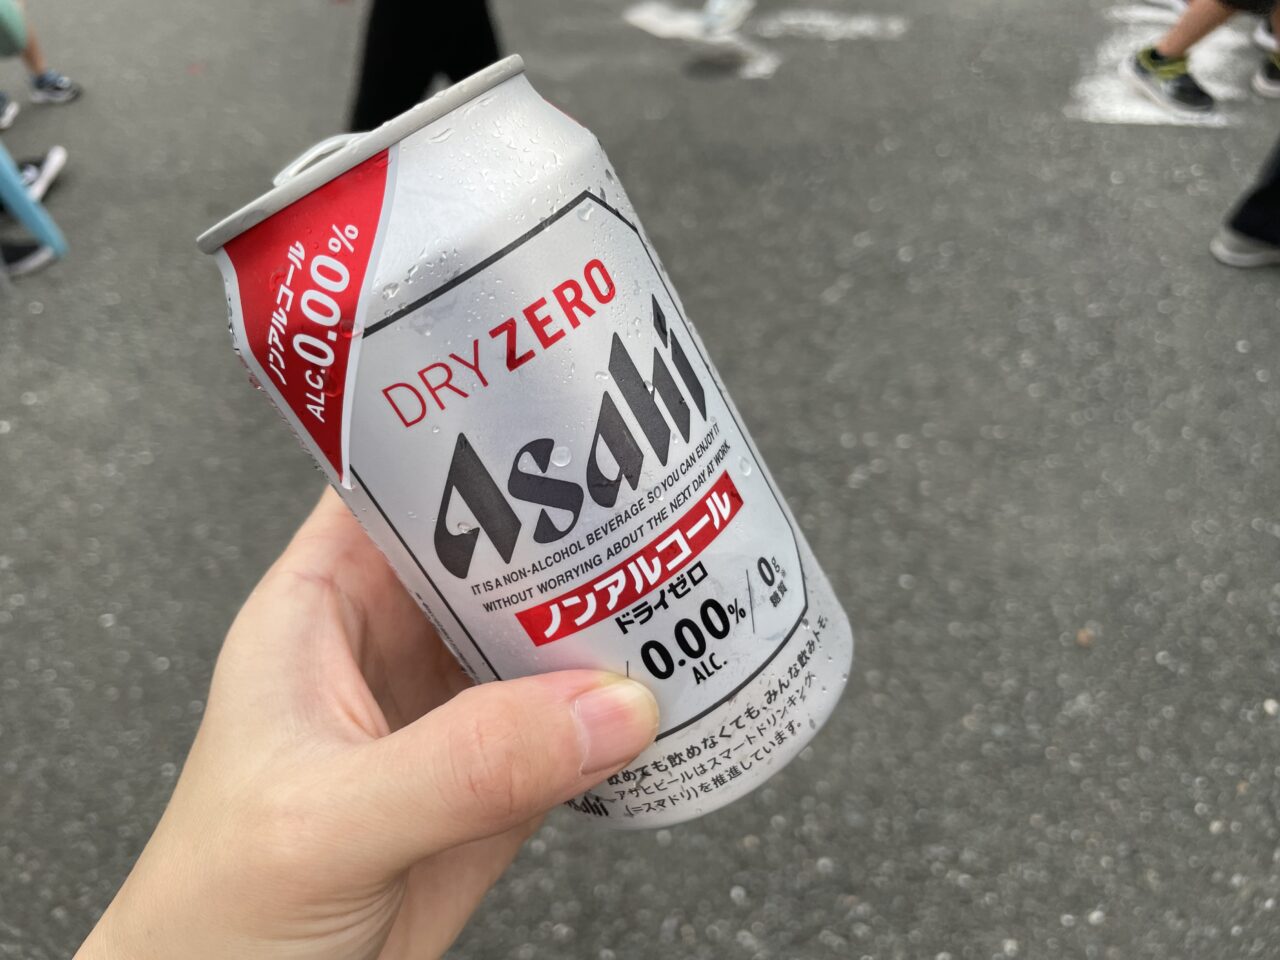 ノンアルコール
ALC.0.00%
DRY ZERO
Asahi
IT IS A NON-ALCOHOL BEVERAGE SO YOU CAN ENJOY IT
WITHOUT WORRYING ABOUT THE NEXT DAY AT WORK
ノンアルコール
ドライゼロ
0.00%
ALC.
0g
糖質※
飲めても飲めなくても、みんな飲みトモ。
アサヒビールはスマートドリンキング
(=スマドリ)を推進しています。